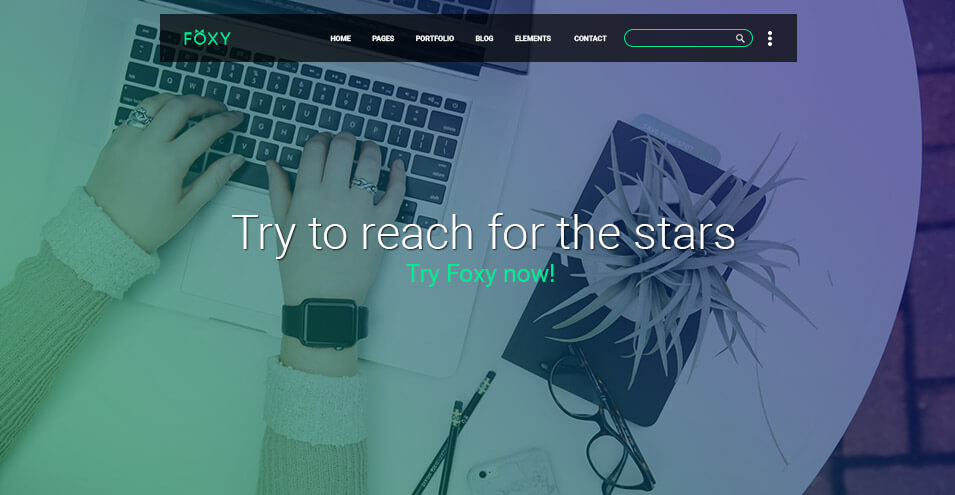 FOXY
HOME PAGES PORTFOLIO BLOG ELEMENTS CONTACT
Try to reach for the stars
Try Foxy now!